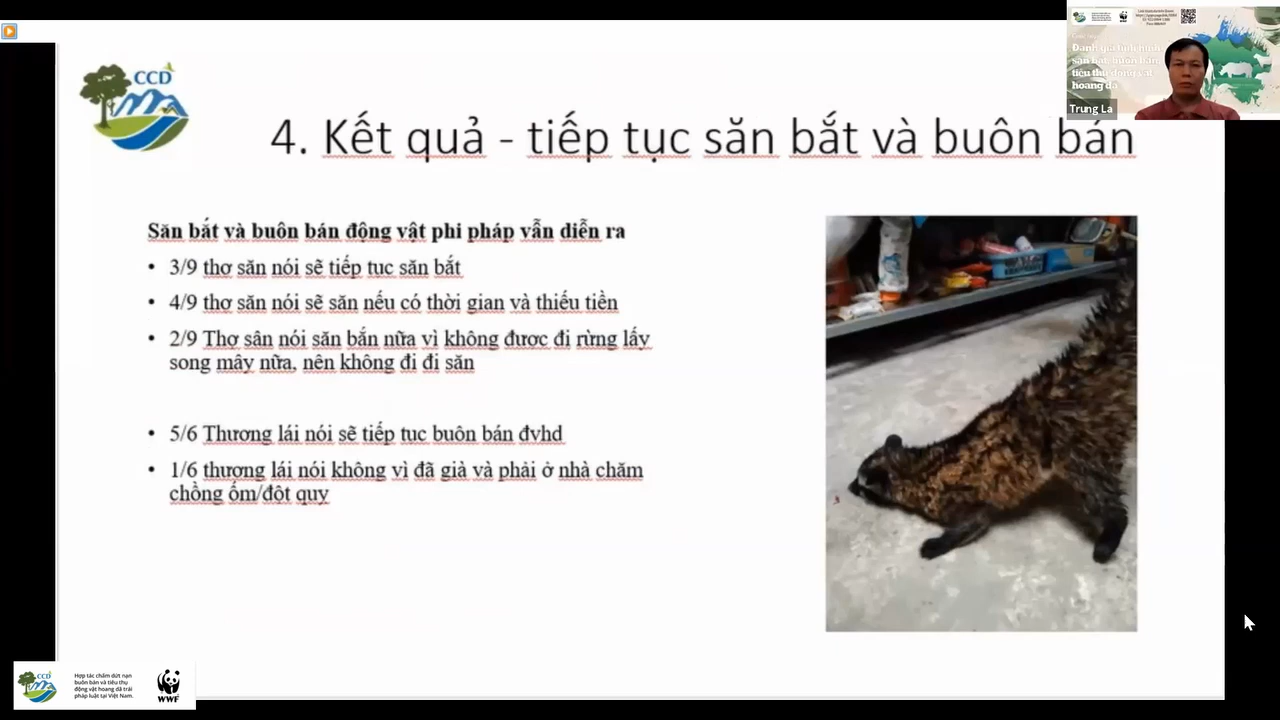 CCD
4. Kết quả - tiếp tục săn bắt và buôn bán
Săn bắt và buôn bán động vật phi pháp vẫn diễn ra
• 3/9 thợ săn nói sẽ tiếp tục săn bắt
• 4/9 thợ săn nói sẽ săn nếu có thời gian và thiếu tiền
• 2/9 Thợ sân nói săn bắn nữa vì không được đi rừng lấy
song mây nữa, nên không đi đi săn
• 5/6 Thương lái nói sẽ tiếp tục buôn bán đvhd
• 1/6 thương lái nói không vì đã già và phải ở nhà chăm
chồng ốm/đột quỵ
Đánh giá tình hình
săn bắt, buôn bán,
tiêu thụ động vật
hoang dã
Trung La
CCD
Hợp tác chấm dứt nạn
buôn bán và tiêu thụ
động vật hoang dã trái
pháp luật tại Việt Nam.
WWF